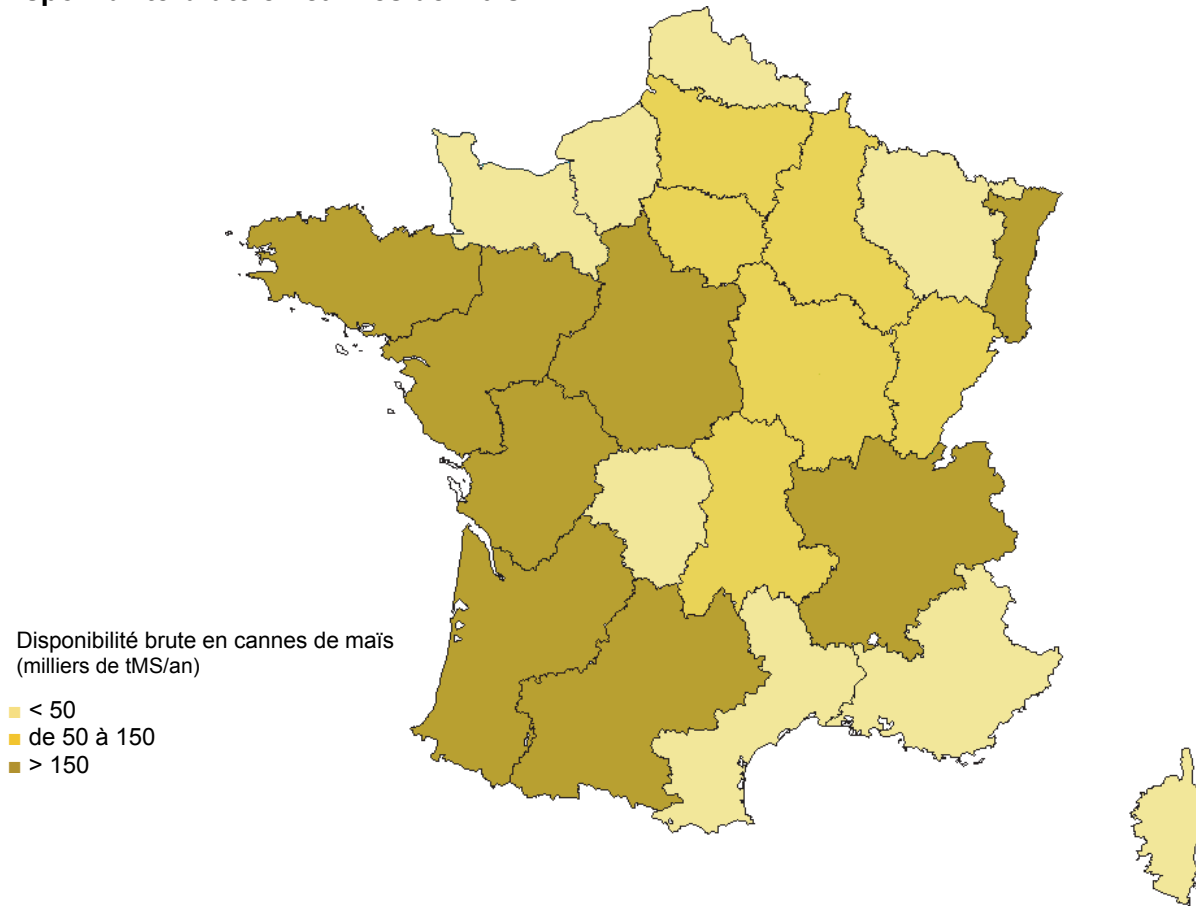 Disponibilité brute en cannes de maïs
(milliers de tMS/an)
< 50
de 50 à 150
> 150